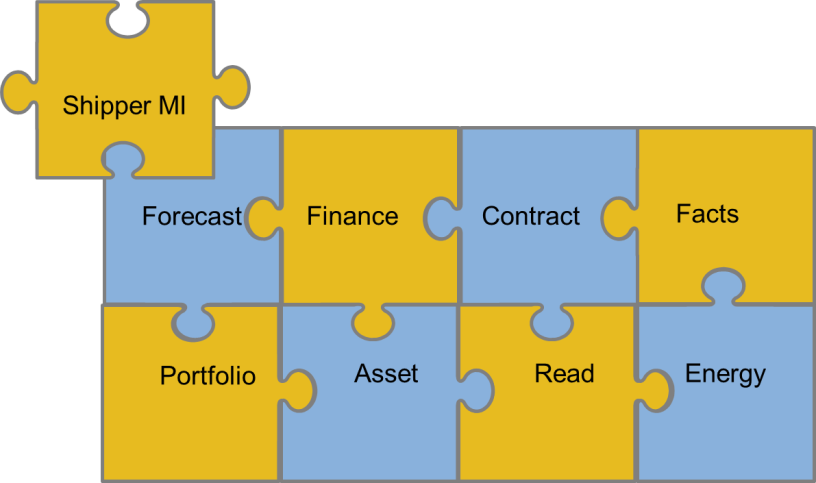 Shipper MI
Forecast
Finance
Contract
Facts
Portfolio
Asset
Read
Energy